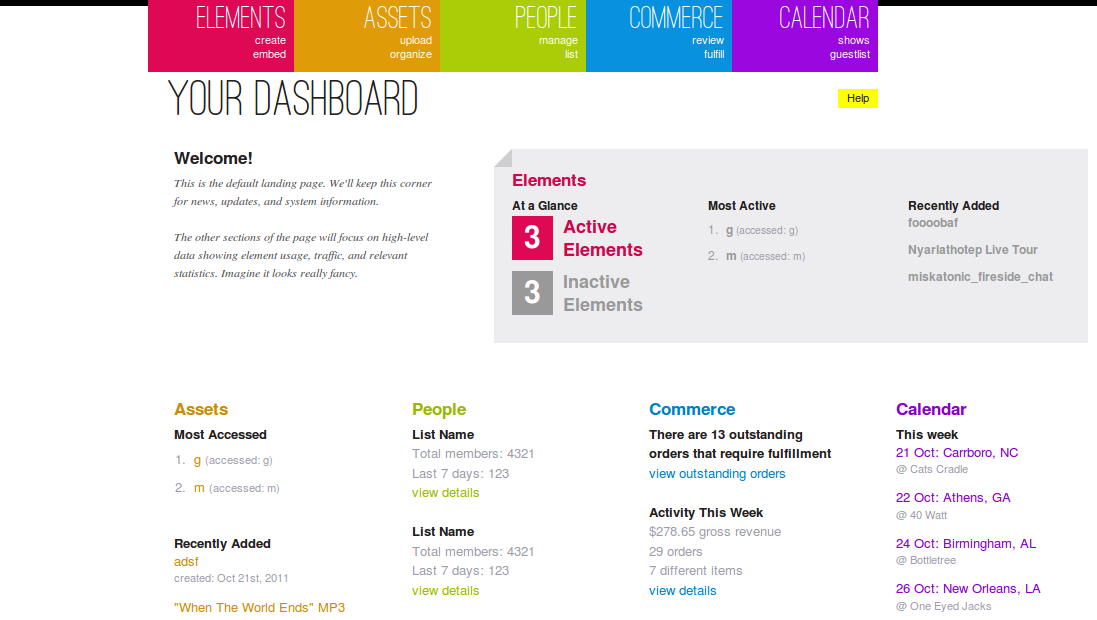 ELEMENTS
create
embed
ASSETS
upload
organize
PEOPLE
manage
list
COMMERCE
review
fulfill
CALENDAR
shows
guestlist
YOUR DASHBOARD
Help
Welcome!
This is the default landing page. We'll keep this corner
for news, updates, and system information.
The other sections of the page will focus on high-level
data showing element usage, traffic, and relevant
statistics. Imagine it looks really fancy.
Elements
At a Glance
3 Active
Elements
3 Inactive
Elements
Most Active
1. g (accessed: g)
2. m (accessed: m)
Recently Added
foooobaf
Nyarlathotep Live Tour
miskatonic_fireside_chat
Assets
Most Accessed
1. g (accessed: g)
2. m (accessed: m)
Recently Added
adsf
created: Oct 21st, 2011
"When The World Ends" MP3
People
List Name
Total members: 4321
Last 7 days: 123
view details
List Name
Total members: 4321
Last 7 days: 123
view details
Commerce
There are 13 outstanding
orders that require fulfillment
view outstanding orders
Activity This Week
$278.65 gross revenue
29 orders
7 different items
view details
Calendar
This week
21 Oct: Carrboro, NC
@ Cats Cradle
22 Oct: Athens, GA
@ 40 Watt
24 Oct: Birmingham, AL
@ Bottletree
26 Oct: New Orleans, LA
@ One Eyed Jacks